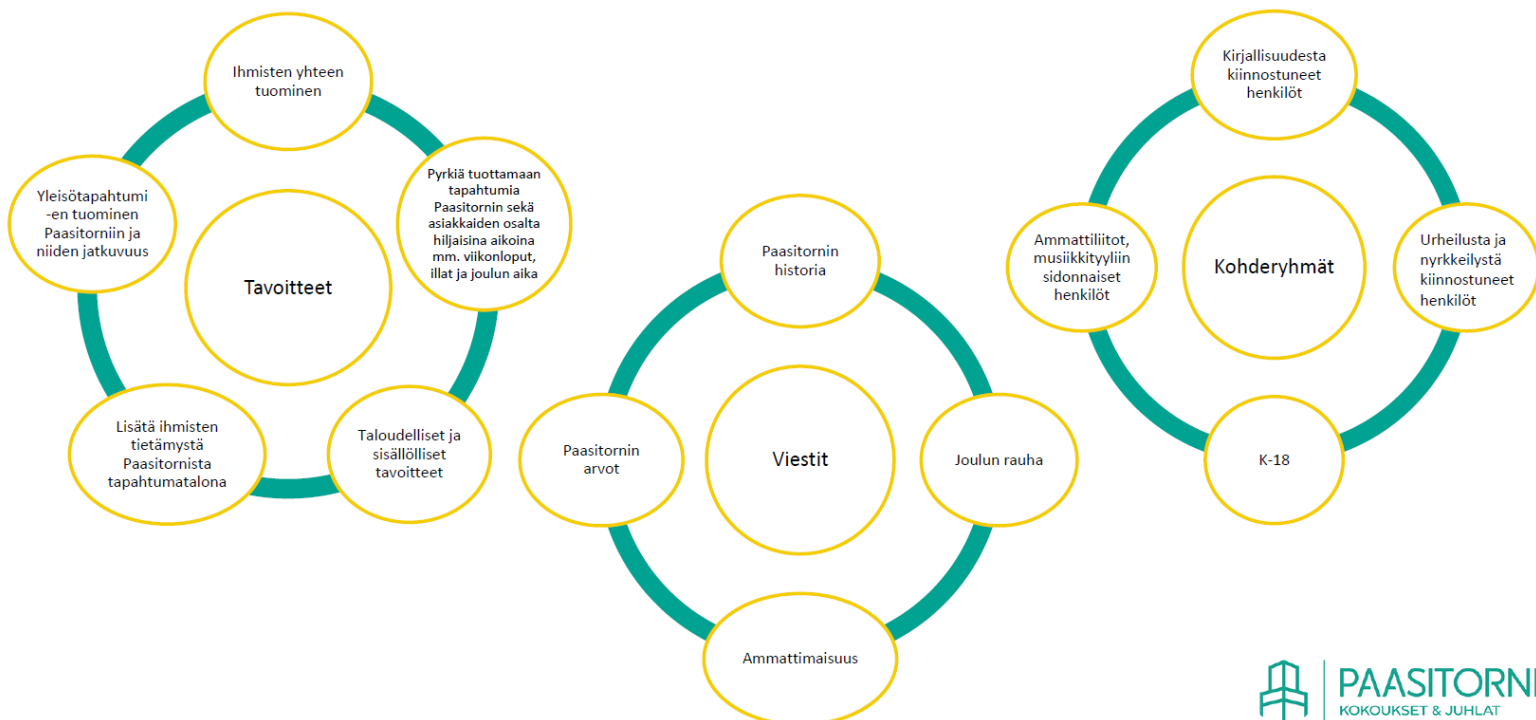 Ihmisten yhteen
tuominen
Yleisötapahtumi
-en tuominen
Paasitorniin ja
niiden jatkuvuus
Pyrkiä tuottamaan
tapahtumia
Paasitornin sekä
asiakkaiden osalta
hiljaisina aikoina
mm. viikonloput,
illat ja joulun aika
Tavoitteet
Lisätä ihmisten
tietämystä
Paasitornista
tapahtumatalona
Taloudelliset ja
sisällölliset
tavoitteet
Paasitornin
historia
Paasitornin
arvot
Viestit
Joulun rauha
Ammattimaisuus
Kirjallisuudesta
kiinnostuneet
henkilöt
Ammattiliitot,
musiikkityyliin
sidonnaiset
henkilöt
Kohderyhmät
Urheilusta ja
nyrkkeilystä
kiinnostuneet
henkilöt
K-18
PAASITORNI
KOKOUKSET & JUHLAT